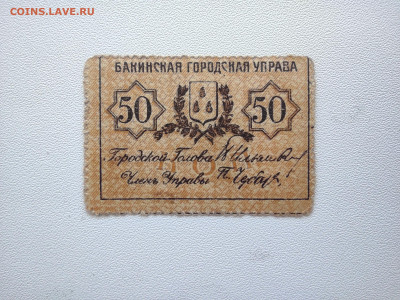 COINS.LAVE.RU
БАКИНСКАЯ ГОРОДСКАЯ УПРАВА
50 50
Городской Голова
Членъ Управы